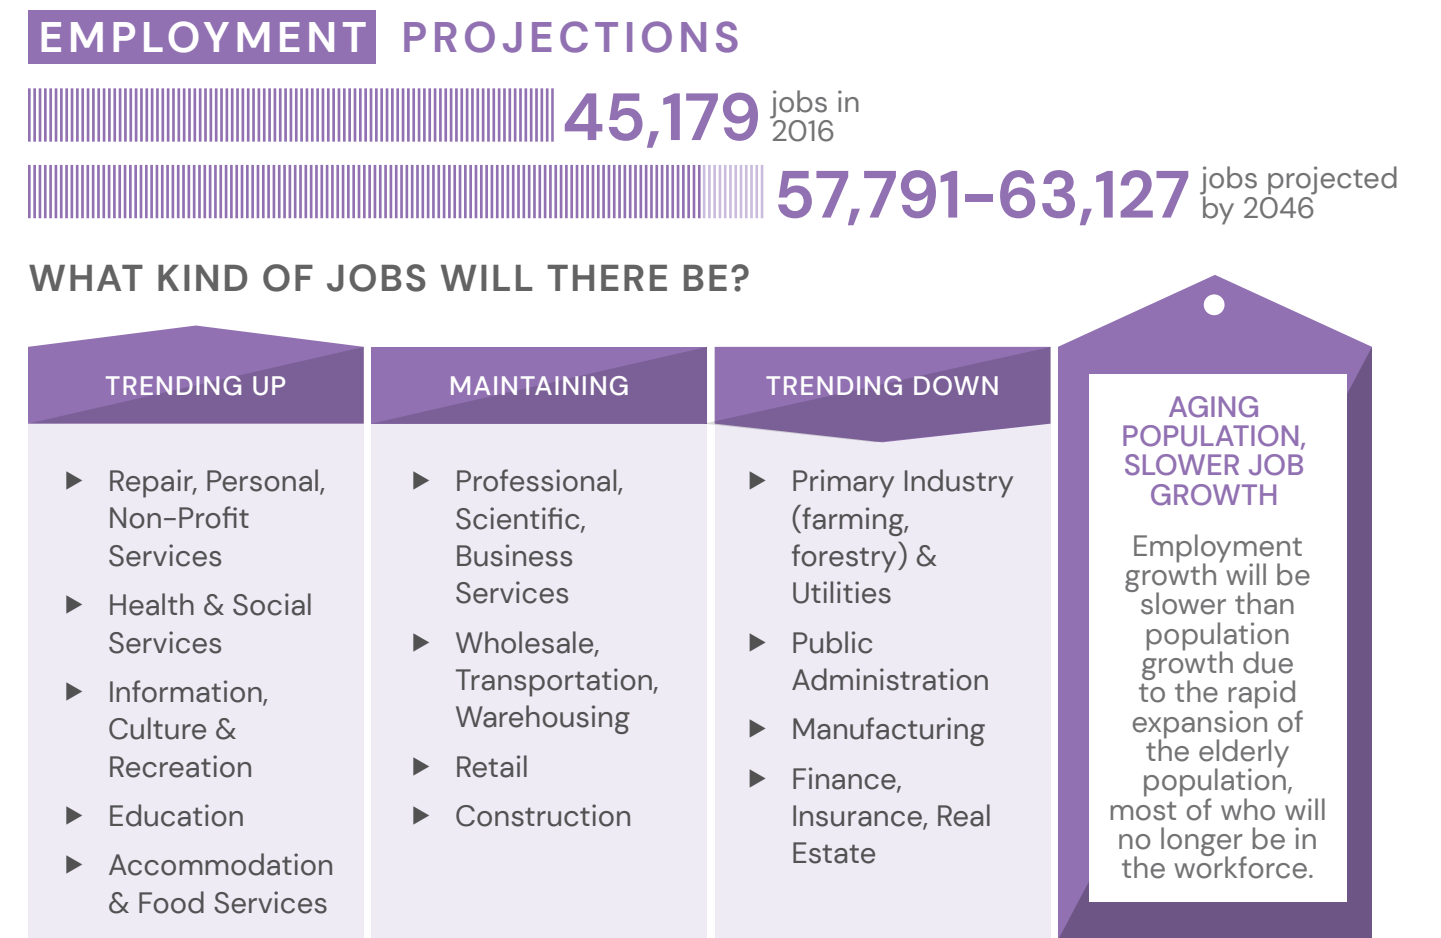 EMPLOYMENT PROJECTIONS
45,179 jobs in
2016
57,791–63,127 jobs projected
by 2046
WHAT KIND OF JOBS WILL THERE BE?
TRENDING UP
Repair, Personal,
Non-Profit
Services
Health & Social
Services
Information,
Culture &
Recreation
Education
Accommodation
& Food Services
MAINTAINING
Professional,
Scientific,
Business
Services
Wholesale,
Transportation,
Warehousing
Retail
Construction
TRENDING DOWN
Primary Industry
(farming,
forestry) &
Utilities
Public
Administration
Manufacturing
Finance,
Insurance, Real
Estate
AGING
POPULATION,
SLOWER JOB
GROWTH
Employment
growth will be
slower than
population
growth due
to the rapid
expansion of
the elderly
population,
most of who will
no longer be in
the workforce.